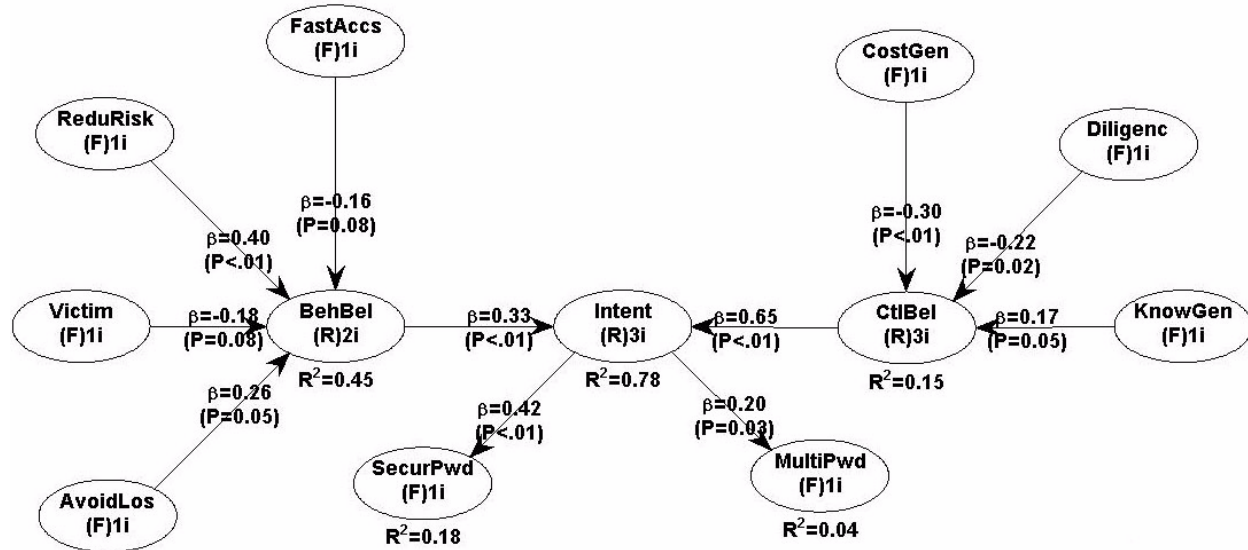 FastAccs
(F)1i
CostGen
(F)1i
ReduRisk
(F)1i
Diligenc
(F)1i
β=-0.16
(P=0.08)
β=-0.30
(P<.01)
β=0.40
(P<.01)
β=-0.22
(P=0.02)
Victim
(F)1i
β=-0.18
(P=0.08)
BehBel
(R)2i
R²=0.45
β=0.33
(P<.01)
Intent
(R)3i
R²=0.78
β=0.65
(P<.01)
CtlBel
(R)3i
R²=0.15
β=0.17
(P=0.05)
KnowGen
(F)1i
β=0.26
(P=0.05)
β=0.42
(P<.01)
β=0.20
(P=0.03)
SecurPwd
(F)1i
R²=0.18
MultiPwd
(F)1i
R²=0.04
AvoidLos
(F)1i